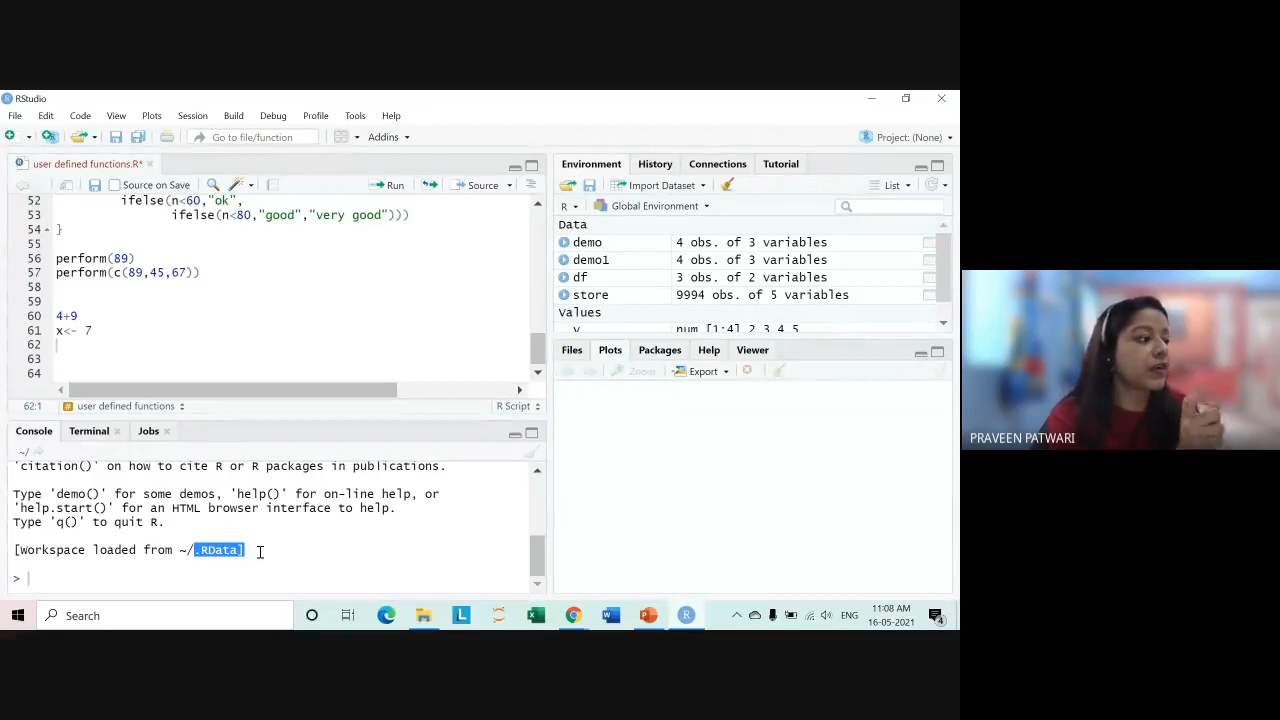 RStudio
File Edit Code View Plots Session Build Debug Profile Tools Help
Go to file/function Addins Project: (None)
user defined functions.R*
Source on Save Run Source
52 ifelse(n<60,"ok",
53 ifelse(n<80,"good","very good")))
54 }
55
56 perform(89)
57 perform(c(89,45,67))
58
59
60 4+9
61 x<- 7
62
63
64
62:1 user defined functions R Script
Console Terminal Jobs
~/
'citation()' on how to cite R or R packages in publications.
Type 'demo()' for some demos, 'help()' for on-line help, or
'help.start()' for an HTML browser interface to help.
Type 'q()' to quit R.
[Workspace loaded from ~/.RData]
>
Environment History Connections Tutorial
Import Dataset List
R Global Environment
Data
demo 4 obs. of 3 variables
demo1 4 obs. of 3 variables
df 3 obs. of 2 variables
store 9994 obs. of 5 variables
Values
num [1:4] 2 3 4 5
Files Plots Packages Help Viewer
Zoom Export
PRAVEEN PATWARI
Search
ENG
11:08 AM
16-05-2021